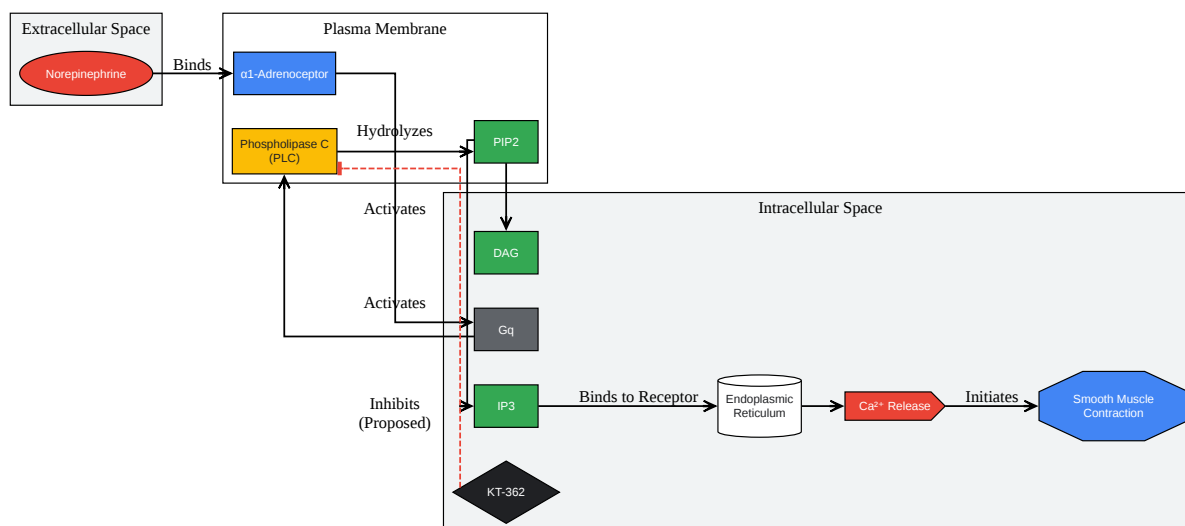 Extracellular Space
Plasma Membrane
Norepinephrine
Binds
α1-Adrenoceptor
Phospholipase C
(PLC)
Hydrolyzes
PIP2
Activates
Intracellular Space
DAG
Activates
Gq
Inhibits
(Proposed)
IP3
Binds to Receptor
Endoplasmic
Reticulum
Ca²⁺ Release
Initiates
Smooth Muscle
Contraction
KT-362